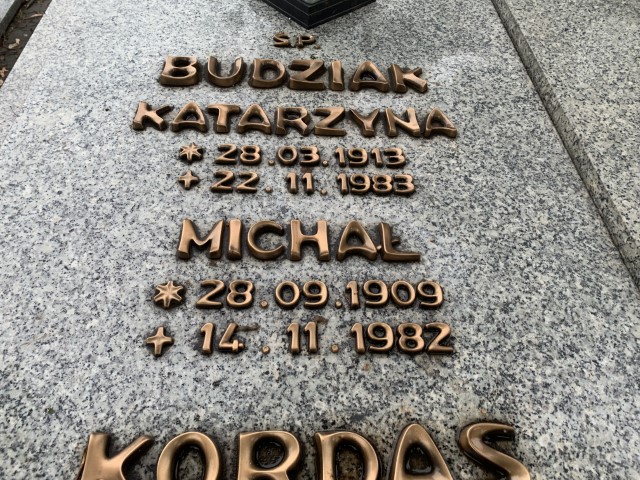 Ś.P.
BUDZIAK
KATARZYNA
* 28.03.1913
+ 22.11.1983
MICHAŁ
* 28.09.1909
+ 14.11.1982
KORDAS